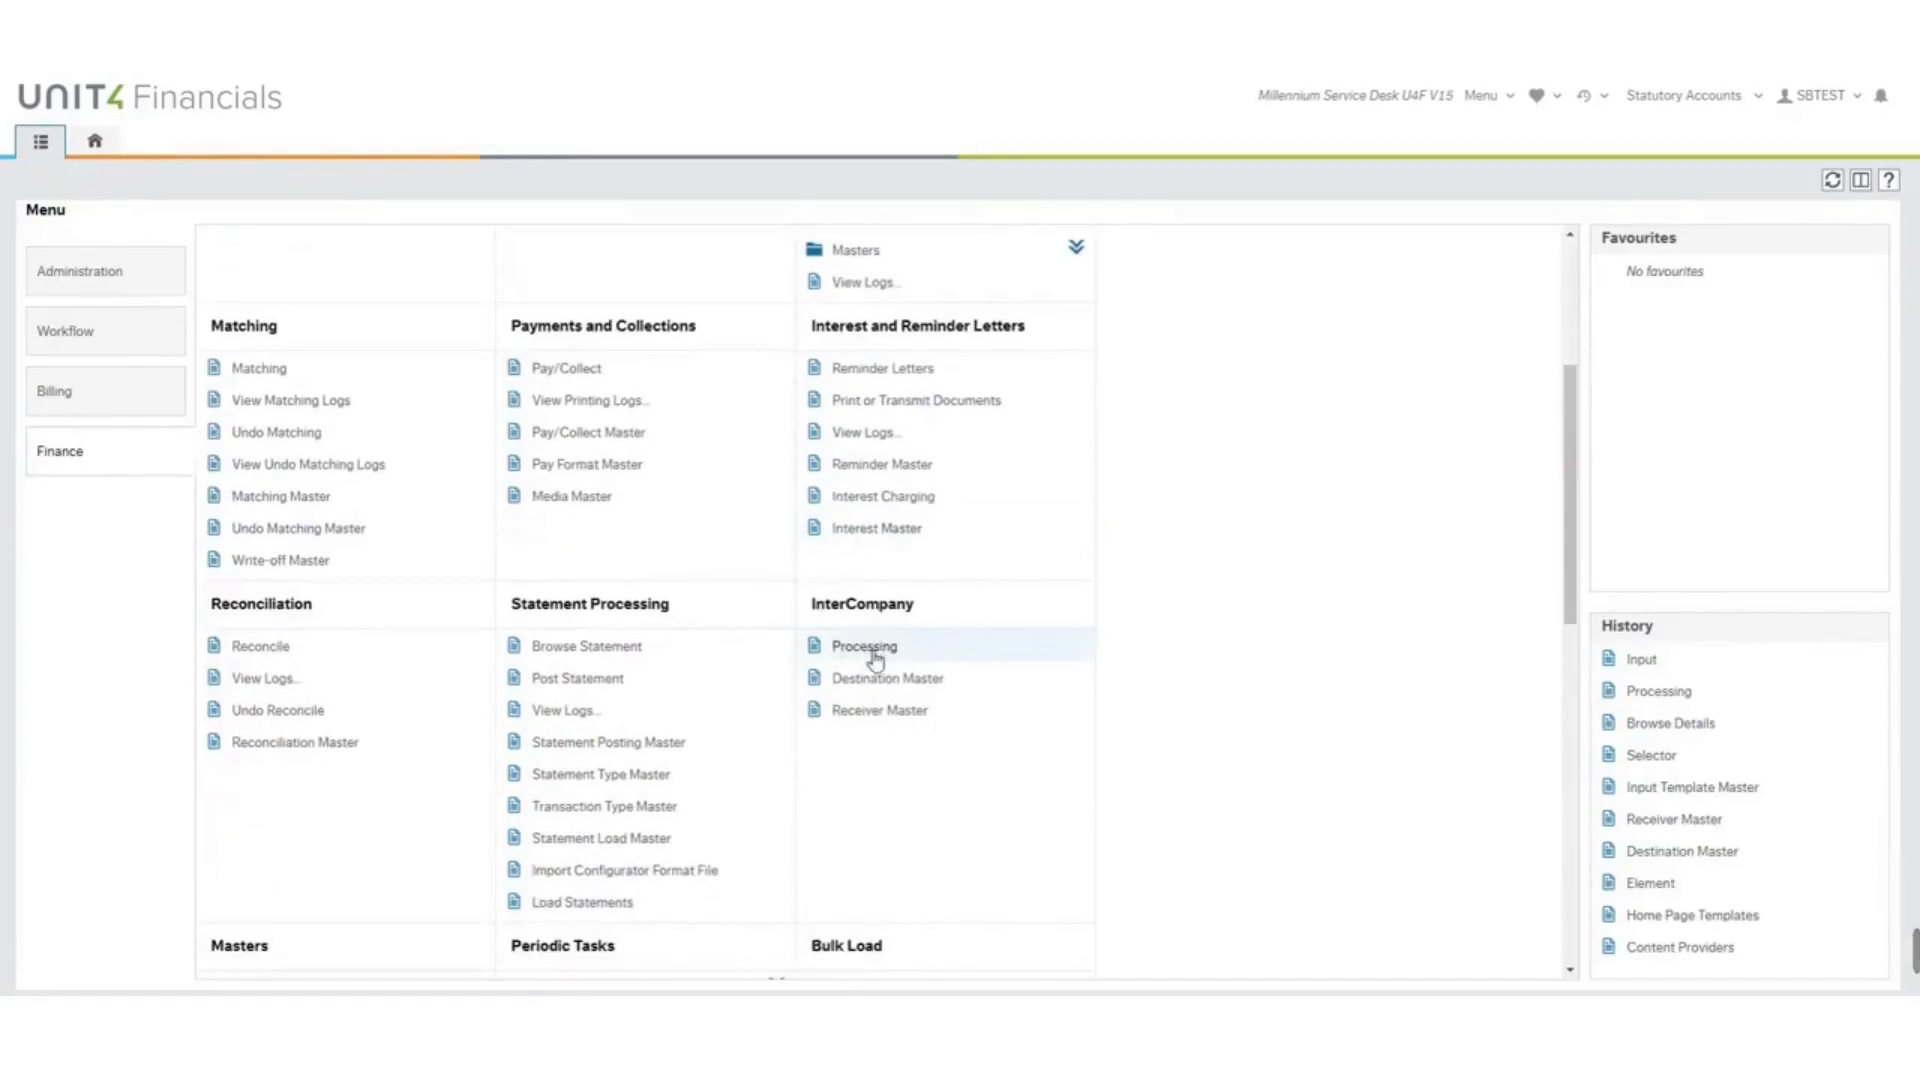 UNIT4 Financials
Millennium Service Desk U4F V15 Menu Statutory Accounts SBTEST
?
Menu
Administration
Workflow
Billing
Finance
Masters
View Logs...
Matching
Matching
View Matching Logs
Undo Matching
View Undo Matching Logs
Matching Master
Undo Matching Master
Write-off Master
Payments and Collections
Pay/Collect
View Printing Logs...
Pay/Collect Master
Pay Format Master
Media Master
Interest and Reminder Letters
Reminder Letters
Print or Transmit Documents
View Logs...
Reminder Master
Interest Charging
Interest Master
Reconciliation
Reconcile
View Logs...
Undo Reconcile
Reconciliation Master
Statement Processing
Browse Statement
Post Statement
View Logs...
Statement Posting Master
Statement Type Master
Transaction Type Master
Statement Load Master
Import Configurator Format File
Load Statements
InterCompany
Processing
Destination Master
Receiver Master
Masters
Periodic Tasks
Bulk Load
Favourites
No favourites
History
Input
Processing
Browse Details
Selector
Input Template Master
Receiver Master
Destination Master
Element
Home Page Templates
Content Providers